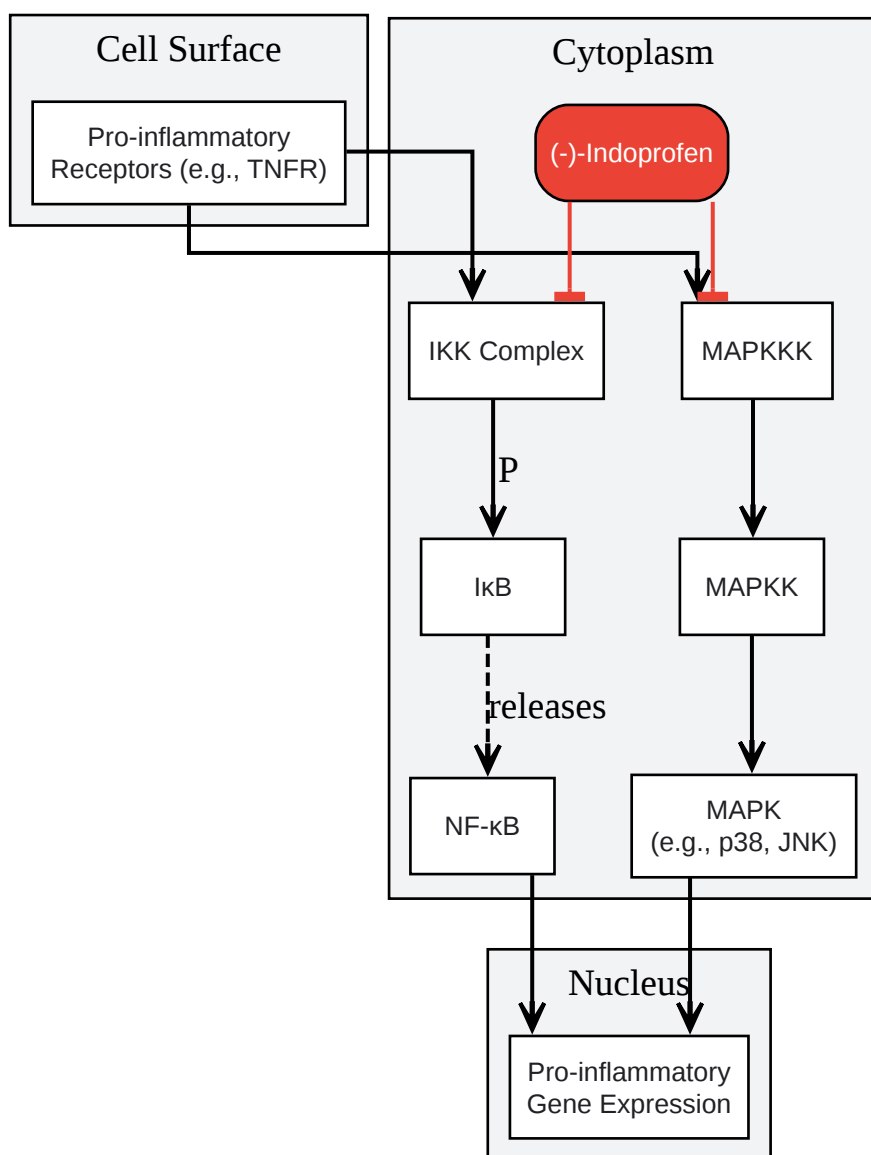 Cell Surface
Pro-inflammatory
Receptors (e.g., TNFR)
Cytoplasm
(-)-Indoprofen
IKK Complex
MAPKKK
P
IκB
MAPKK
releases
NF-κB
MAPK
(e.g., p38, JNK)
Nucleus
Pro-inflammatory
Gene Expression